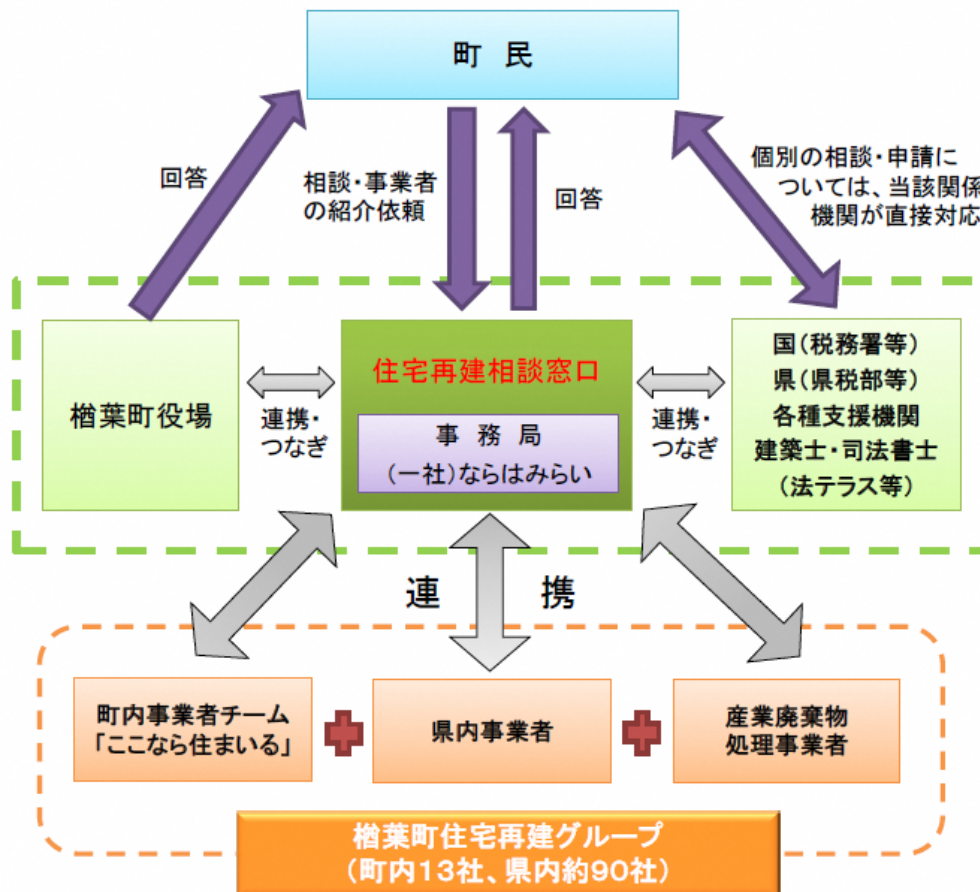 町 民
回答
相談・事業者
の紹介依頼
回答
個別の相談・申請に
ついては、当該関係
機関が直接対応
楢葉町役場
連携・
つなぎ
住宅再建相談窓口
事 務 局
(一社)ならはみらい
連携・
つなぎ
国(税務署等)
県(県税部等)
各種支援機関
建築士・司法書士
(法テラス等)
連 携
町内事業者チーム
「ここなら住まいる」
県内事業者
産業廃棄物
処理事業者
楢葉町住宅再建グループ
(町内13社、県内約90社)